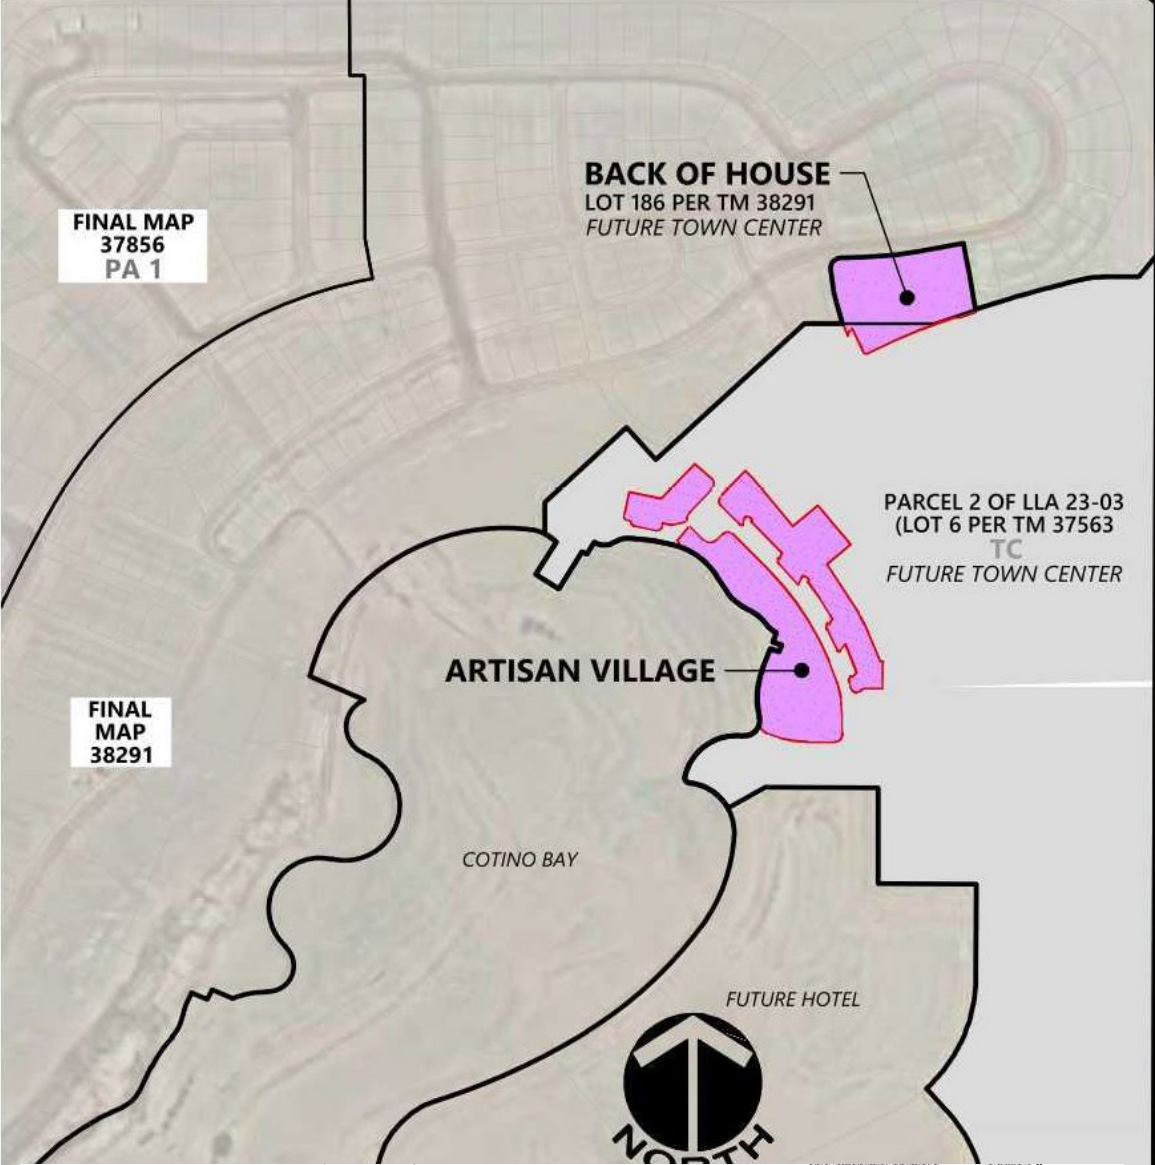 BACK OF HOUSE
LOT 186 PER TM 38291
FUTURE TOWN CENTER
FINAL MAP
37856
PA 1
PARCEL 2 OF LLA 23-03
(LOT 6 PER TM 37563
TC
FUTURE TOWN CENTER
ARTISAN VILLAGE
FINAL
MAP
38291
COTINO BAY
FUTURE HOTEL
NORTH